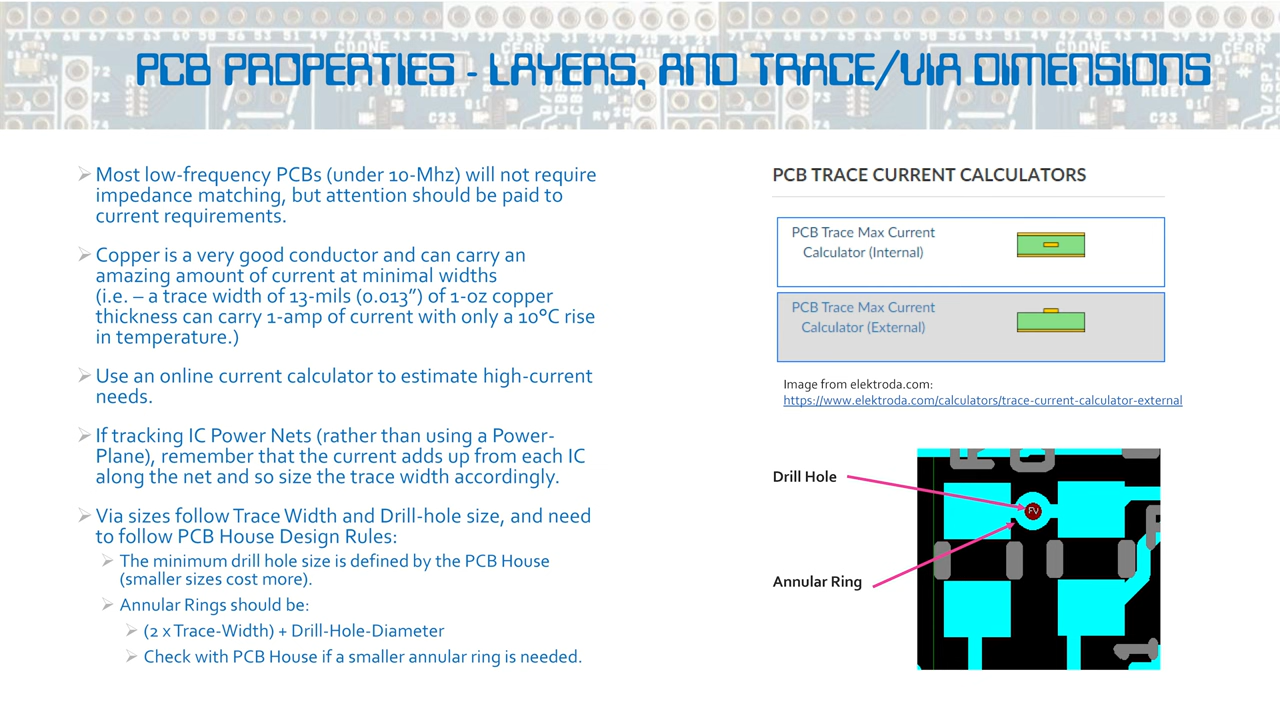 PCB PROPERTIES - LAYERS, AND TRACE/VIA DIMENSIONS
Most low-frequency PCBs (under 10-Mhz) will not require
impedance matching, but attention should be paid to
current requirements.
Copper is a very good conductor and can carry an
amazing amount of current at minimal widths
(i.e. – a trace width of 13-mils (0.013”) of 1-oz copper
thickness can carry 1-amp of current with only a 10°C rise
in temperature.)
Use an online current calculator to estimate high-current
needs.
If tracking IC Power Nets (rather than using a Power-
Plane), remember that the current adds up from each IC
along the net and so size the trace width accordingly.
Via sizes follow Trace Width and Drill-hole size, and need
to follow PCB House Design Rules:
The minimum drill hole size is defined by the PCB House
(smaller sizes cost more).
Annular Rings should be:
(2 x Trace-Width) + Drill-Hole-Diameter
Check with PCB House if a smaller annular ring is needed.
PCB TRACE CURRENT CALCULATORS
PCB Trace Max Current
Calculator (Internal)
PCB Trace Max Current
Calculator (External)
Image from elektroda.com:
https://www.elektroda.com/calculators/trace-current-calculator-external
Drill Hole
FV
Annular Ring